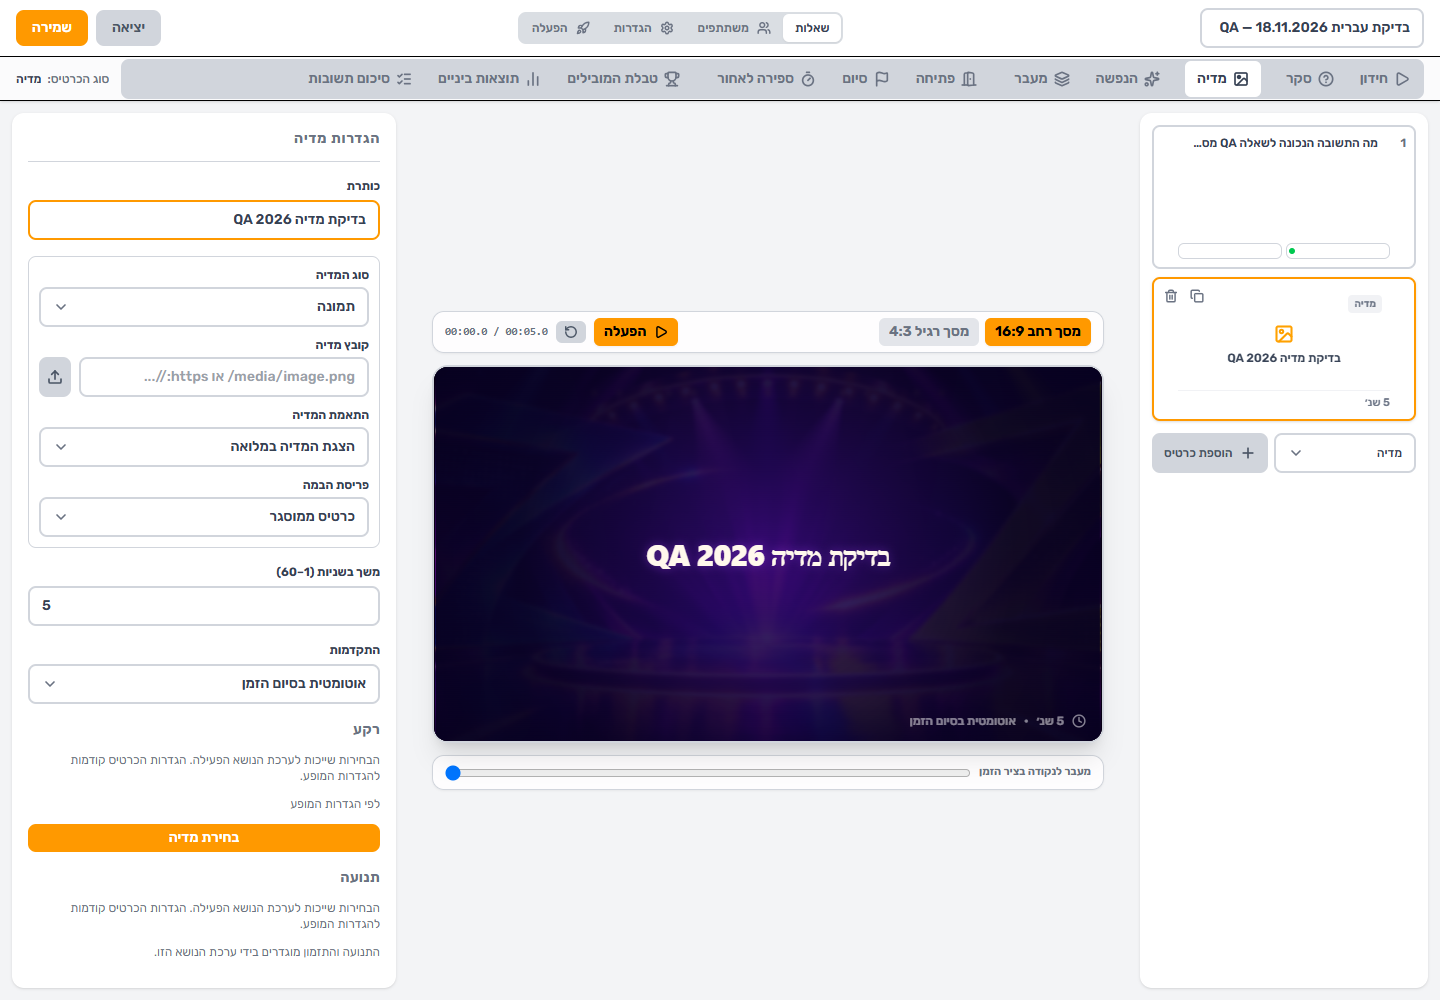 בדיקת עברית 18.11.2026 – QA
שאלות
משתתפים
הגדרות
הפעלה
יציאה
שמירה
חידון
סקר
מדיה
הנפשה
מעבר
פתיחה
סיום
ספירה לאחור
טבלת המובילים
תוצאות ביניים
סיכום תשובות
סוג הכרטיס: מדיה
1
מה התשובה הנכונה לשאלה QA מס...
מדיה
בדיקת מדיה QA 2026
5 שנ׳
מדיה
הוספת כרטיס
מסך רחב 16:9
מסך רגיל 4:3
הפעלה
00:00.0 / 00:05.0
בדיקת מדיה QA 2026
5 שנ׳ • אוטומטית בסיום הזמן
מעבר לנקודה בציר הזמן
הגדרות מדיה
כותרת
בדיקת מדיה QA 2026
סוג המדיה
תמונה
קובץ מדיה
/media/image.png או https://...
התאמת המדיה
הצגת המדיה במלואה
פריסת הבמה
כרטיס ממוסגר
משך בשניות (1–60)
5
התקדמות
אוטומטית בסיום הזמן
רקע
הבחירות שייכות לערכת הנושא הפעילה. הגדרות הכרטיס קודמות
להגדרות המופע.
לפי הגדרות המופע
בחירת מדיה
תנועה
הבחירות שייכות לערכת הנושא הפעילה. הגדרות הכרטיס קודמות
להגדרות המופע.
התנועה והתזמון מוגדרים בידי ערכת הנושא הזו.